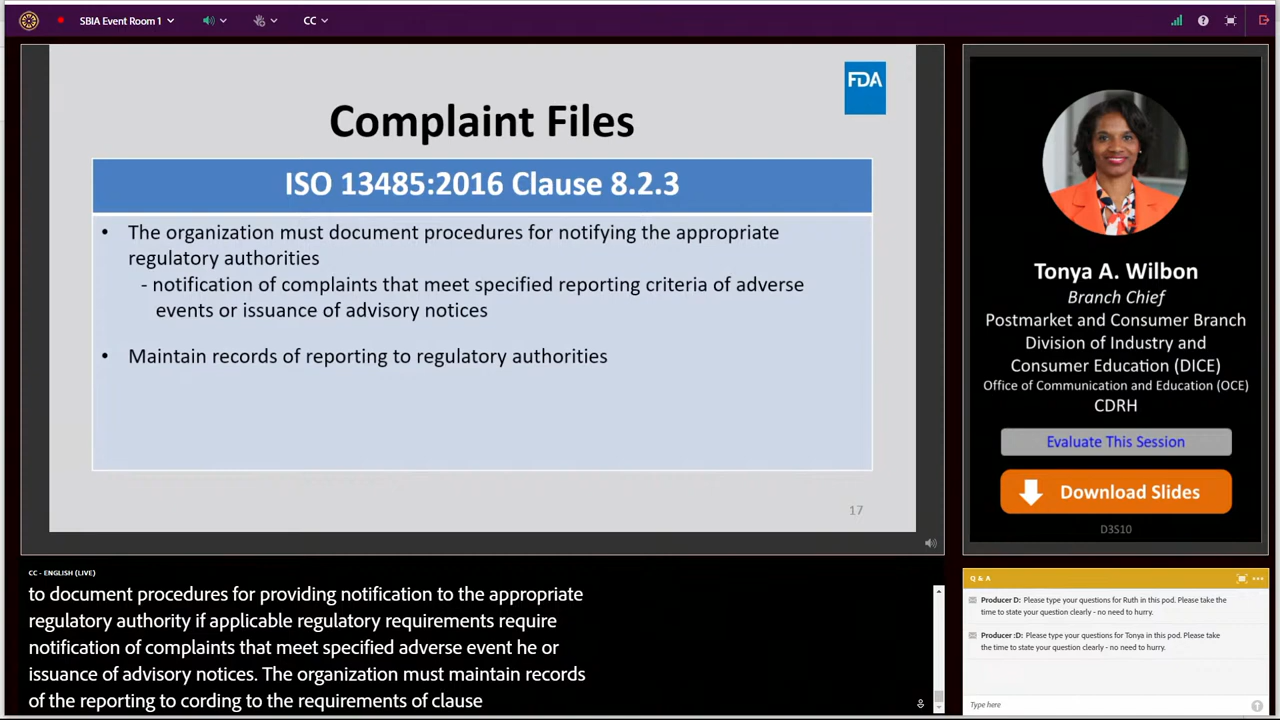 SBIA Event Room 1
CC
FDA
Complaint Files
ISO 13485:2016 Clause 8.2.3
• The organization must document procedures for notifying the appropriate
regulatory authorities
- notification of complaints that meet specified reporting criteria of adverse
events or issuance of advisory notices
• Maintain records of reporting to regulatory authorities
17
Tonya A. Wilbon
Branch Chief
Postmarket and Consumer Branch
Division of Industry and
Consumer Education (DICE)
Office of Communication and Education (OCE)
CDRH
Evaluate This Session
Download Slides
D3S10
CC - ENGLISH (LIVE)
to document procedures for providing notification to the appropriate
regulatory authority if applicable regulatory requirements require
notification of complaints that meet specified adverse event he or
issuance of advisory notices. The organization must maintain records
of the reporting to cording to the requirements of clause
Q & A
Producer D: Please type your questions for Ruth in this pod. Please take the
time to state your question clearly - no need to hurry.
Producer :D: Please type your questions for Tonya in this pod. Please take
the time to state your question clearly - no need to hurry.
Type here